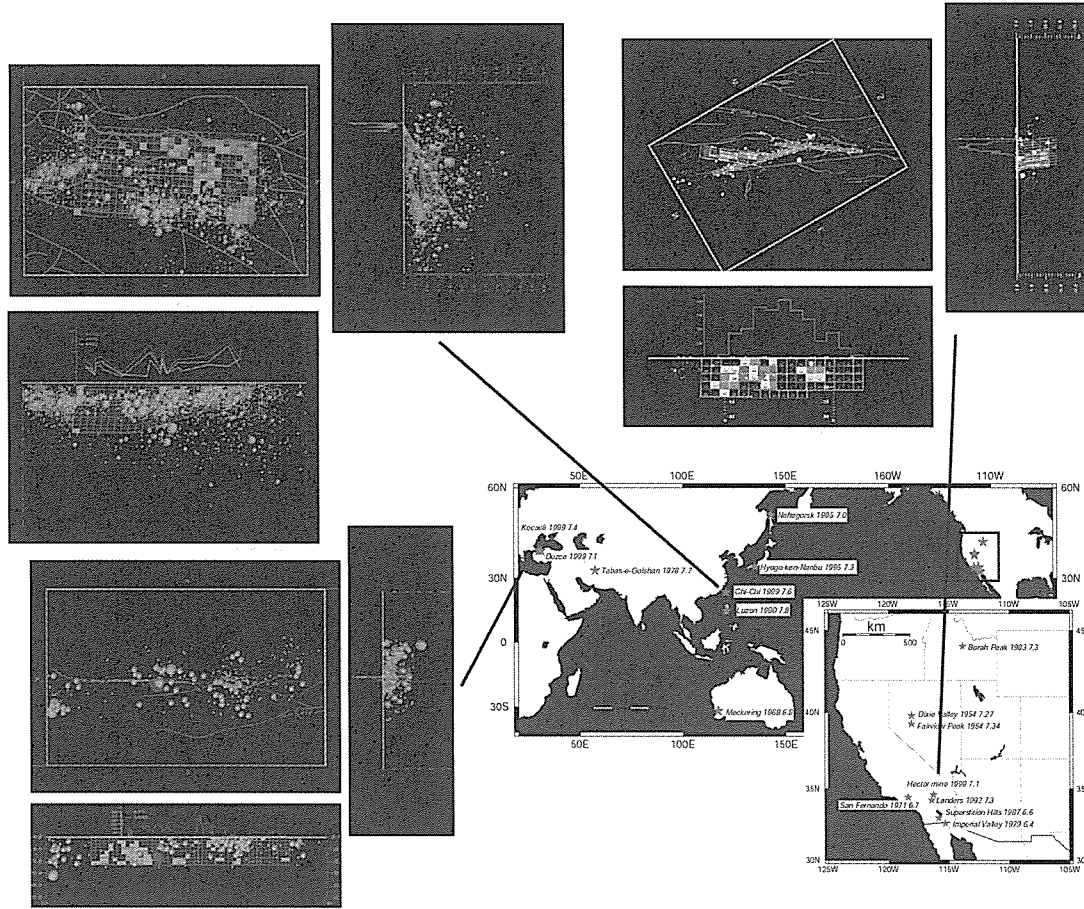 50E 100E 150E 160W 110W
60N 60N
Neftegorsk 1995 7.0
Kocaeli 1999 7.4
Duzce 1999 7.1
Tabas-e-Golshan 1978 7.7
Hyogo-ken-Nanbu 1995 7.3
30N 30N
Chi-Chi 1999 7.6
Luzon 1990 7.8
0
30S
Meckering 1968 6.8
50E 100E 150E
125W 120W 115W 110W 105W
45N
km
0 500
Borah Peak 1983 7.3
40N
Dixie Valley 1954 7.27
Fairview Peak 1954 7.34
Hector mine 1999 7.1
35N
Landers 1992 7.3
San Fernando 1971 6.7
Superstition Hills 1987 6.6
Imperial Valley 1979 6.4
30N 30N
125W 120W 115W 110W 105W